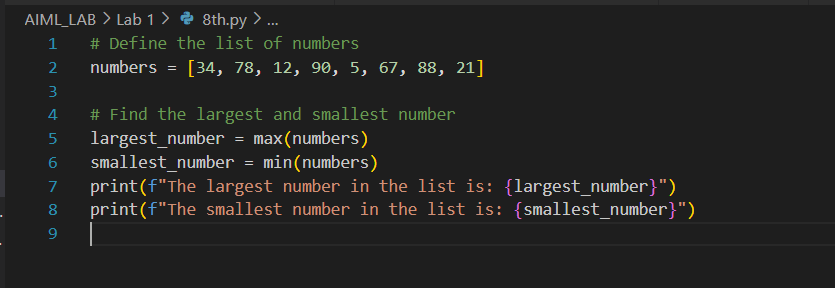 AIML_LAB > Lab 1 > 8th.py > ...
1 # Define the list of numbers
2 numbers = [34, 78, 12, 90, 5, 67, 88, 21]
3
4 # Find the largest and smallest number
5 largest_number = max(numbers)
6 smallest_number = min(numbers)
7 print(f"The largest number in the list is: {largest_number}")
8 print(f"The smallest number in the list is: {smallest_number}")
9